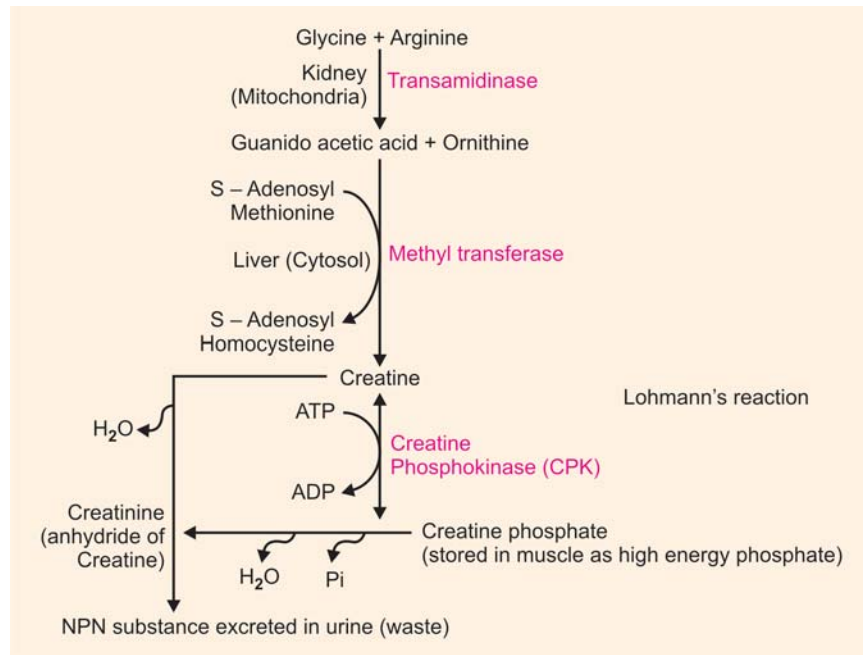 Glycine + Arginine
Kidney
(Mitochondria)
Transamidinase
Guanido acetic acid + Ornithine
S – Adenosyl
Methionine
Liver (Cytosol)
Methyl transferase
S – Adenosyl
Homocysteine
Creatine
Lohmann's reaction
ATP
H2O
Creatine
Phosphokinase (CPK)
ADP
Creatinine
(anhydride of
Creatine)
Creatine phosphate
(stored in muscle as high energy phosphate)
H2O
Pi
NPN substance excreted in urine (waste)